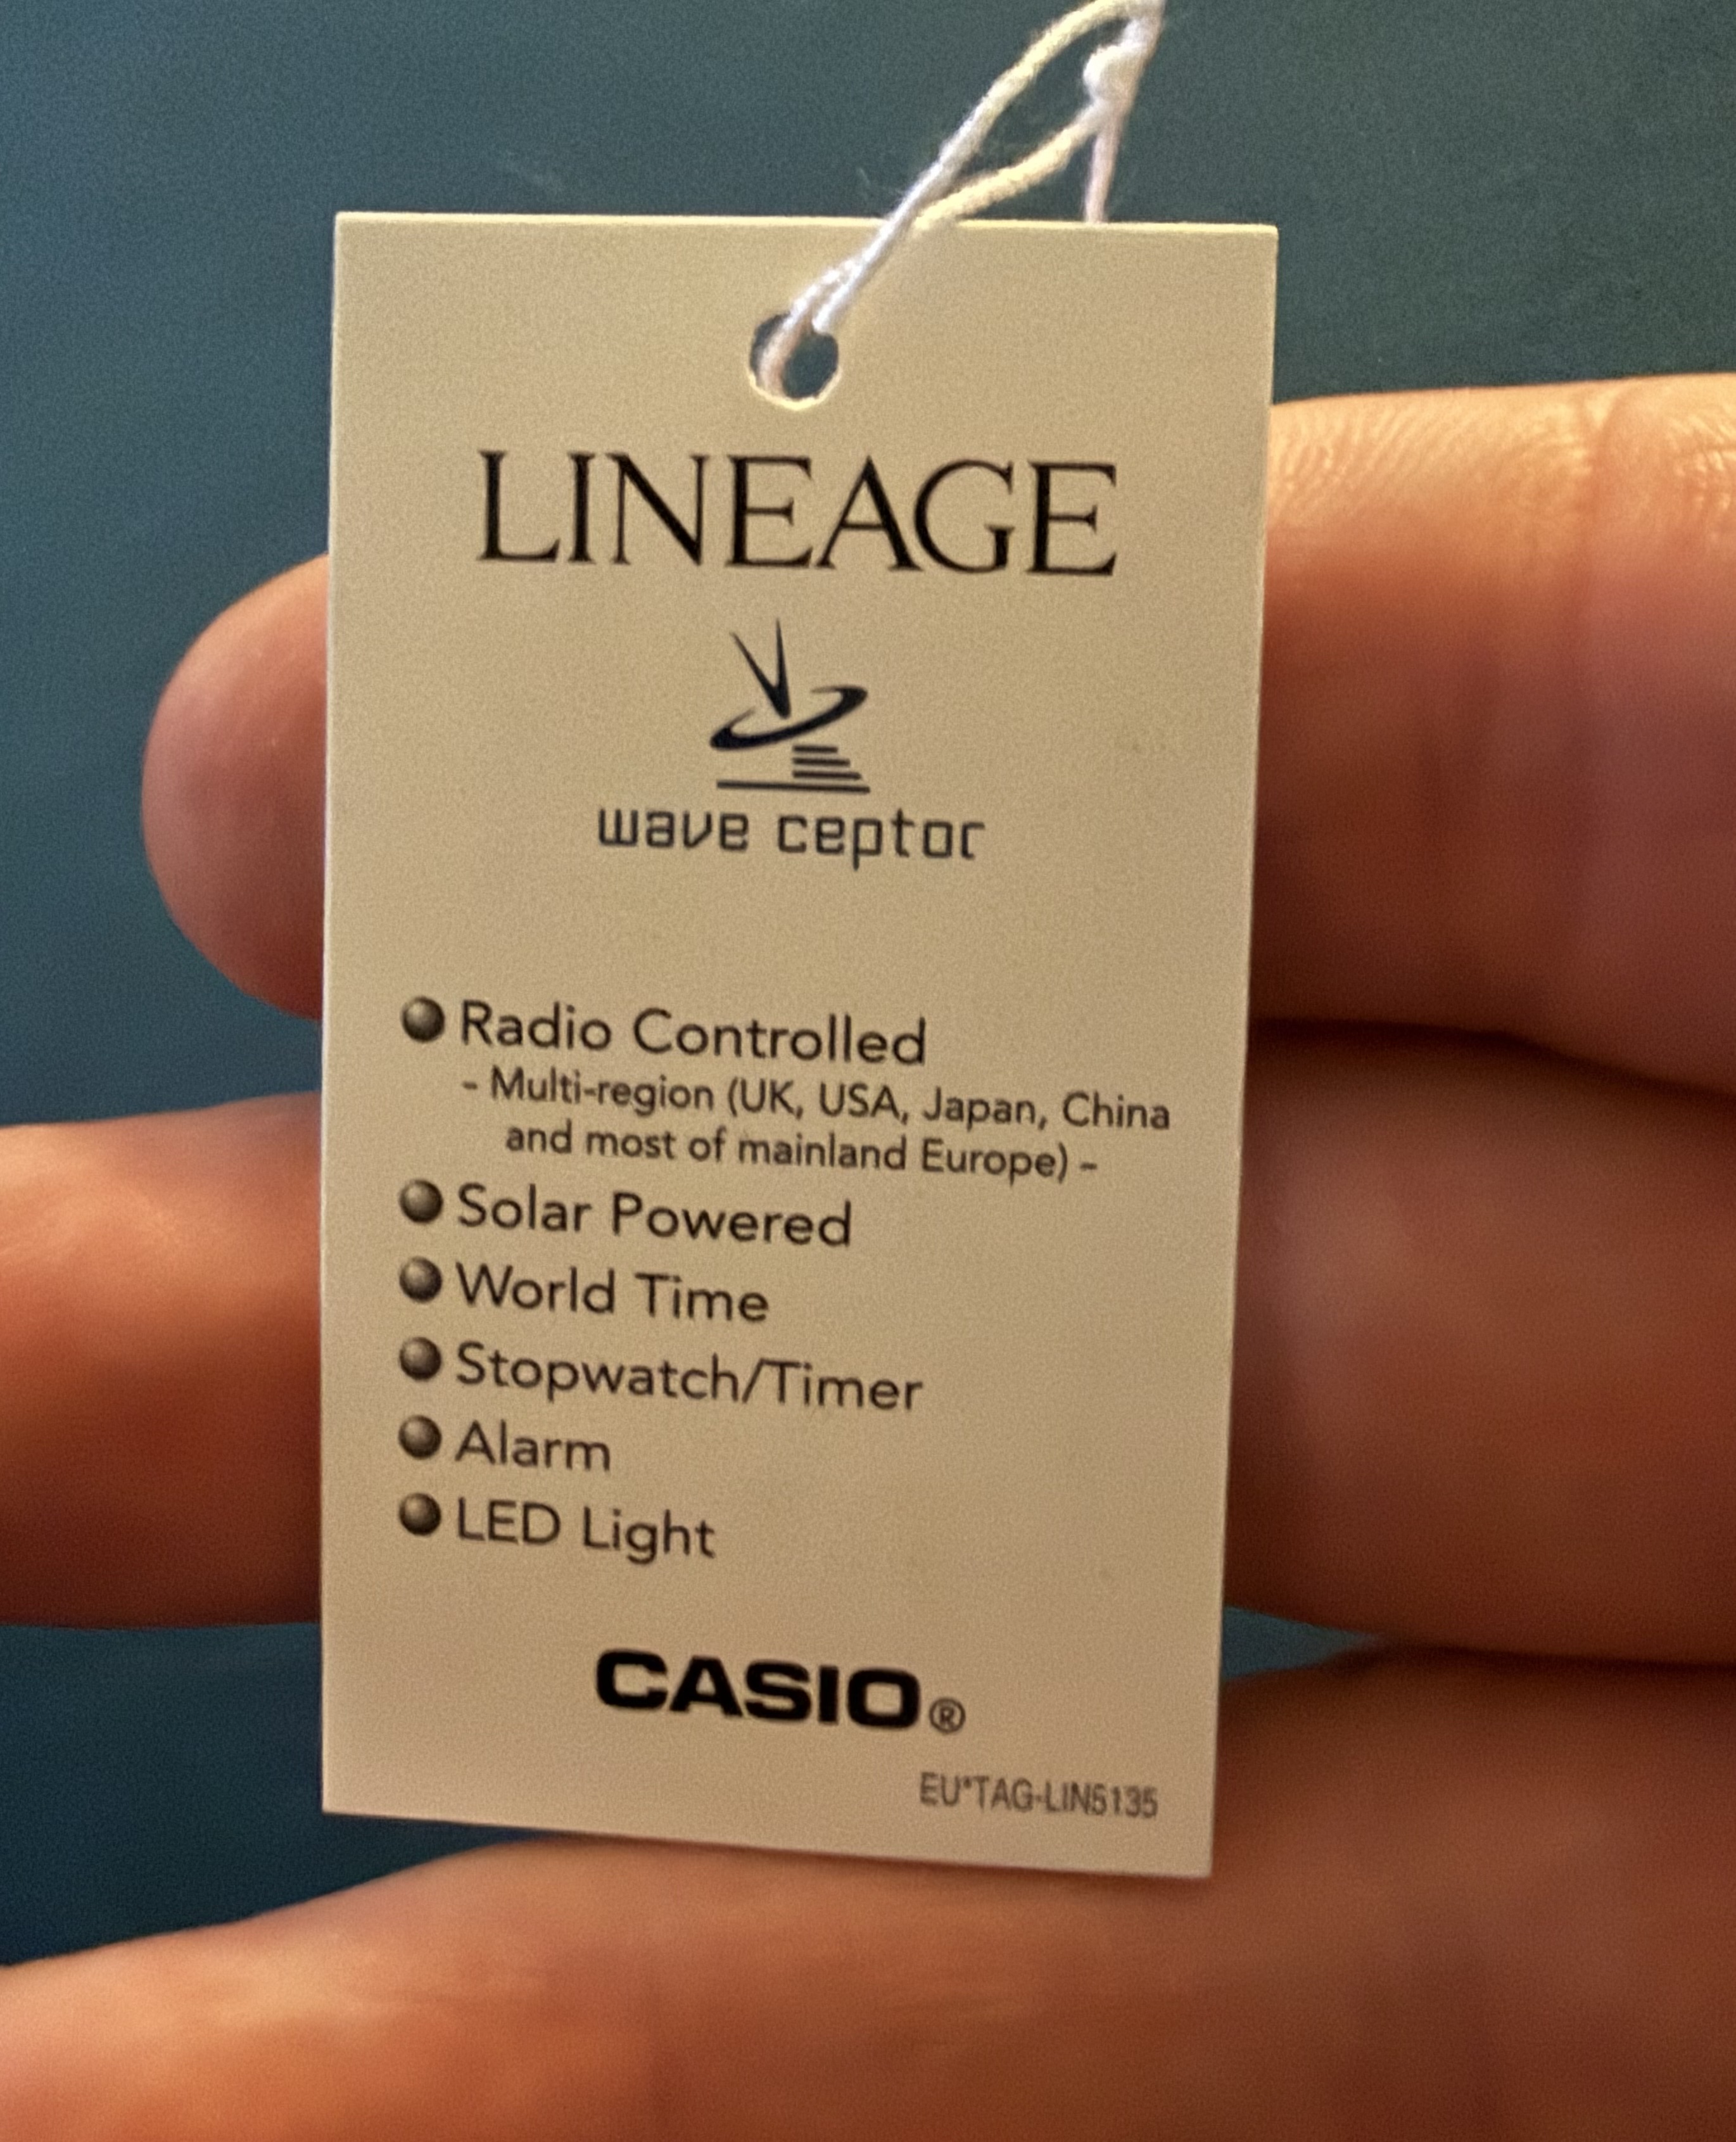 LINEAGE
wave ceptor
Radio Controlled
- Multi-region (UK, USA, Japan, China
and most of mainland Europe) -
Solar Powered
World Time
Stopwatch/Timer
Alarm
LED Light
CASIO®
EU*TAG-LIN5135